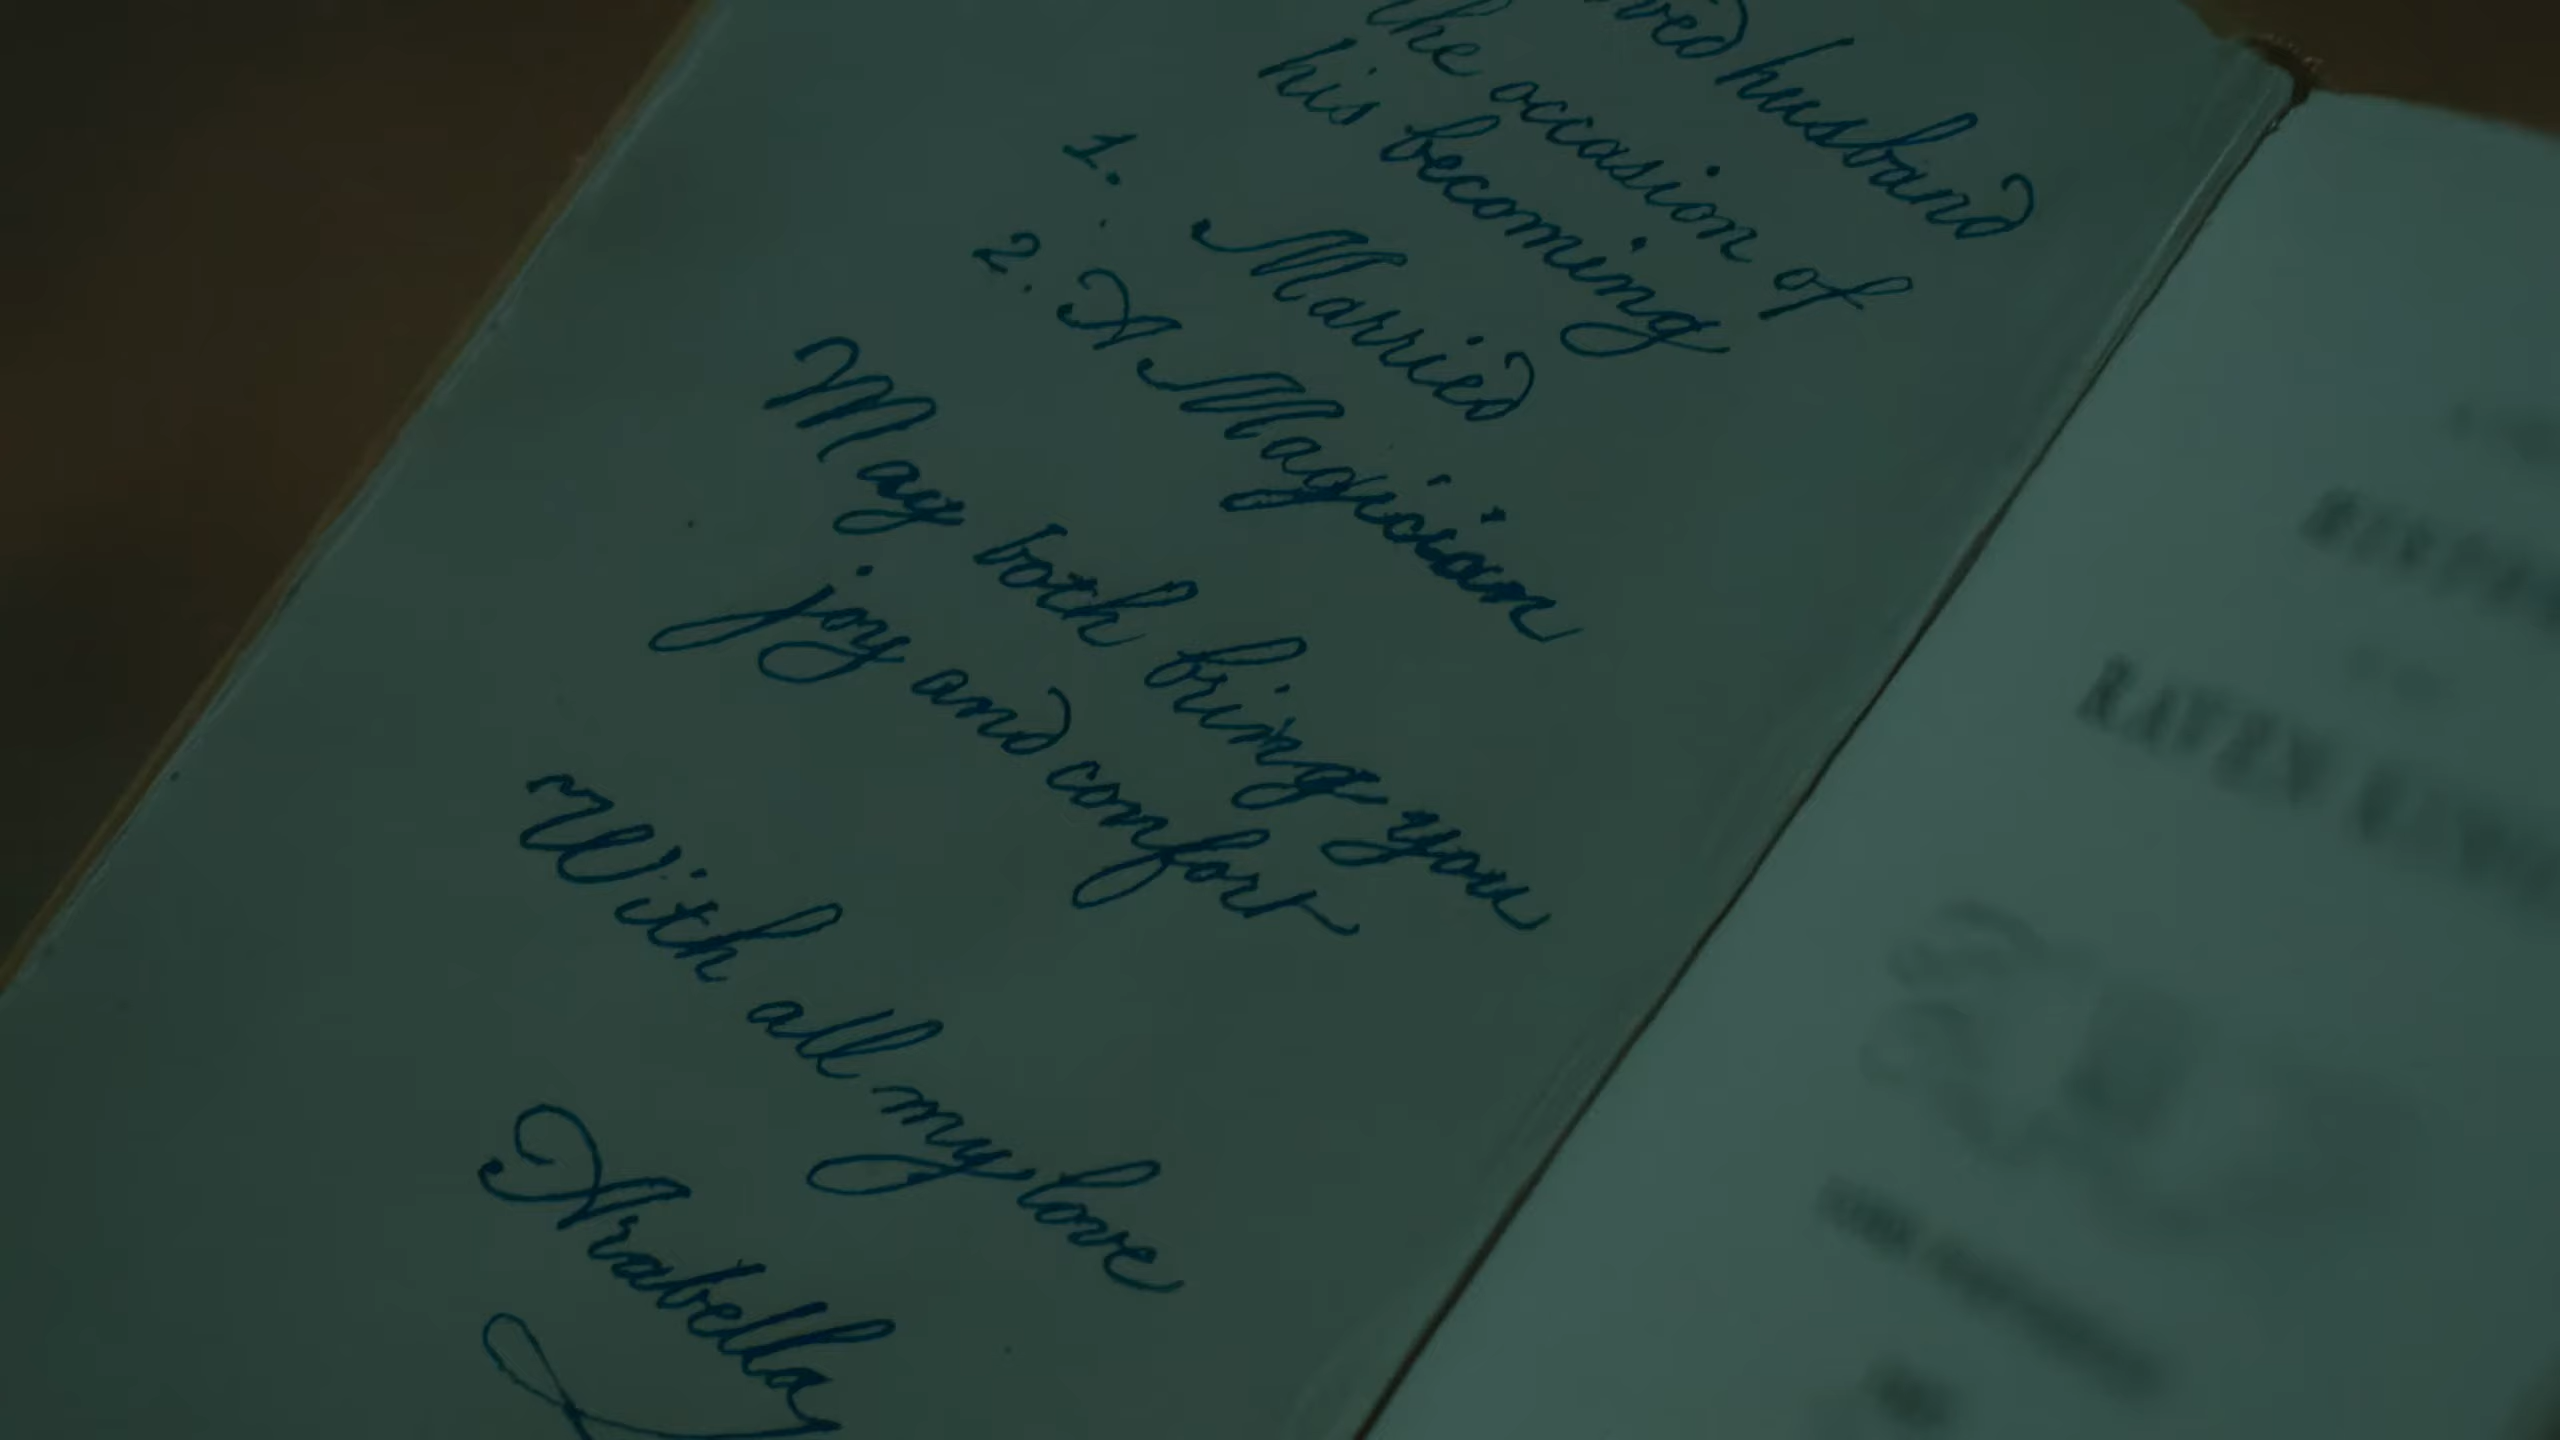 husband
the occasion of
his becoming
1. Married
2. A Magician
May both bring you
joy and comfort
With all my love
Arabella
RAVEN